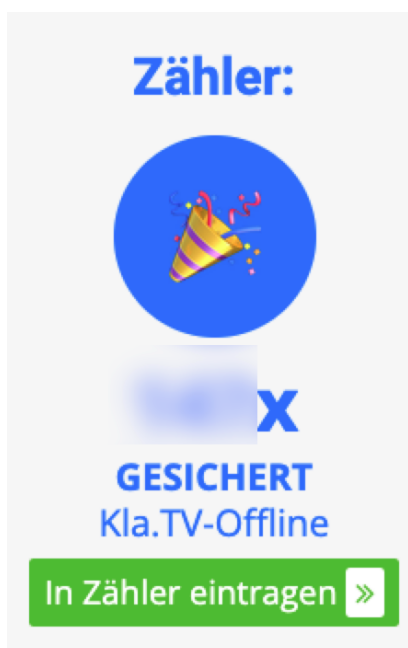 Zähler:
x
GESICHERT
Kla.TV-Offline
In Zähler eintragen »